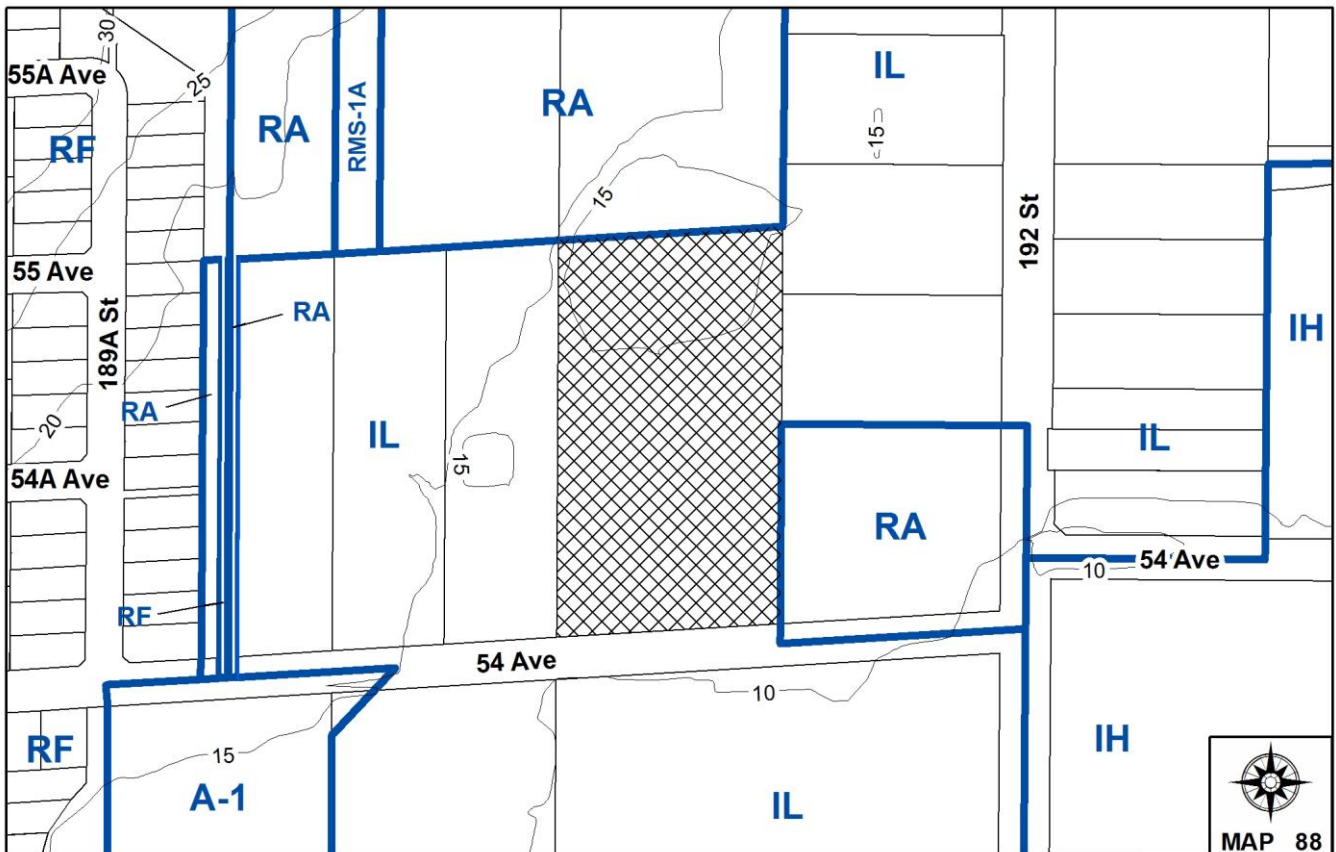 30
55A Ave
25
IL
RF
RA
RMS-1A
RA
15
15
192 St
55 Ave
189A St
RA
IH
RA
20
IL
15
IL
54A Ave
RA
54 Ave
10
RF
54 Ave
10
RF
15
A-1
IL
IH
MAP 88